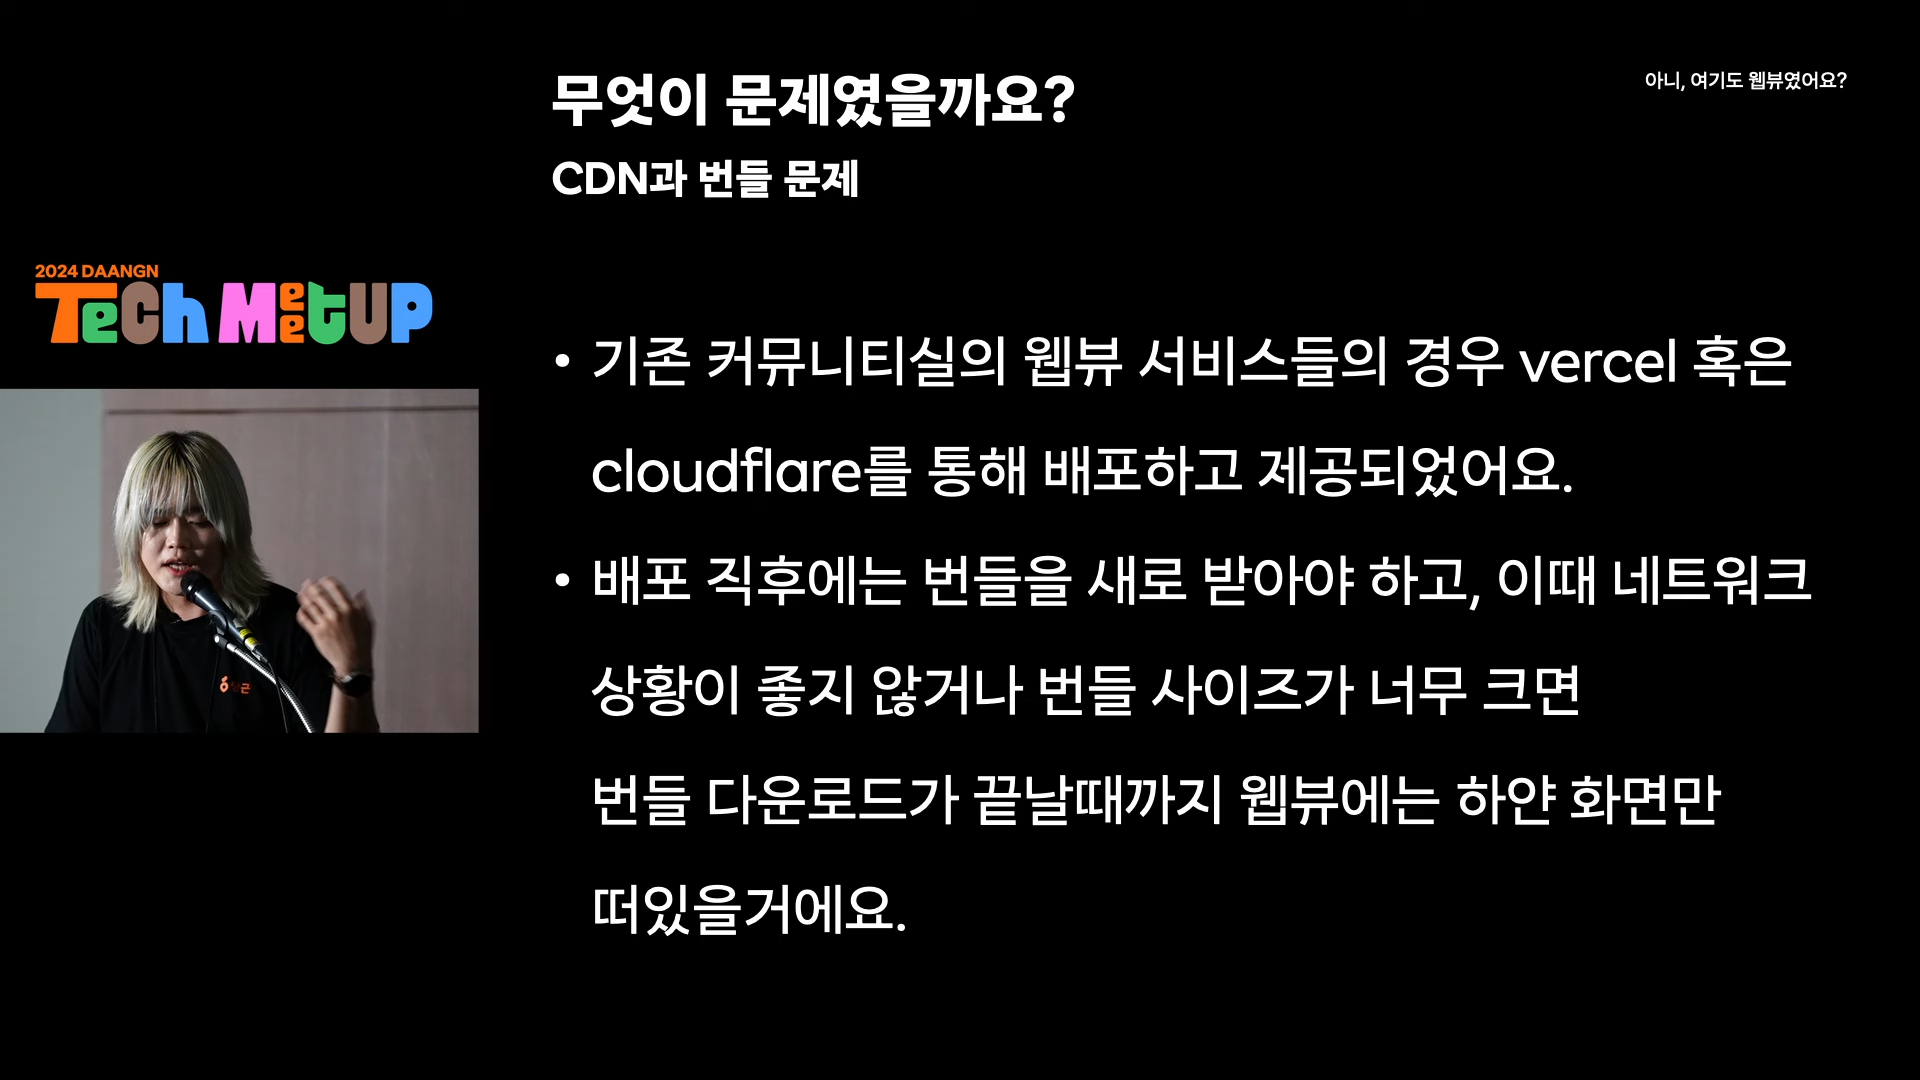 무엇이 문제였을까요?
아니, 여기도 웹뷰였어요?
CDN과 번들 문제
2024 DAANGN
TeCh MeetUP
• 기존 커뮤니티실의 웹뷰 서비스들의 경우 vercel 혹은
cloudflare를 통해 배포하고 제공되었어요.
• 배포 직후에는 번들을 새로 받아야 하고, 이때 네트워크
상황이 좋지 않거나 번들 사이즈가 너무 크면
번들 다운로드가 끝날때까지 웹뷰에는 하얀 화면만
떠있을거에요.